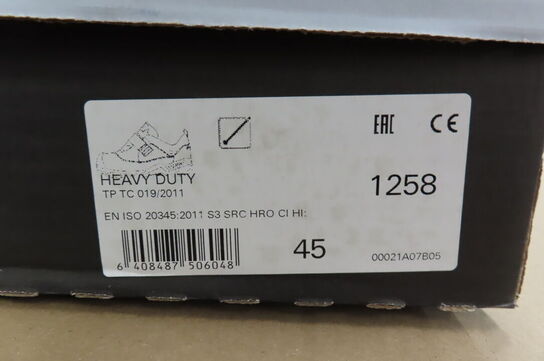 EAC CE
HEAVY DUTY
TP TC 019/2011
1258
EN ISO 20345:2011 S3 SRC HRO CI HI:
45
6 408487 506048
00021A07B05